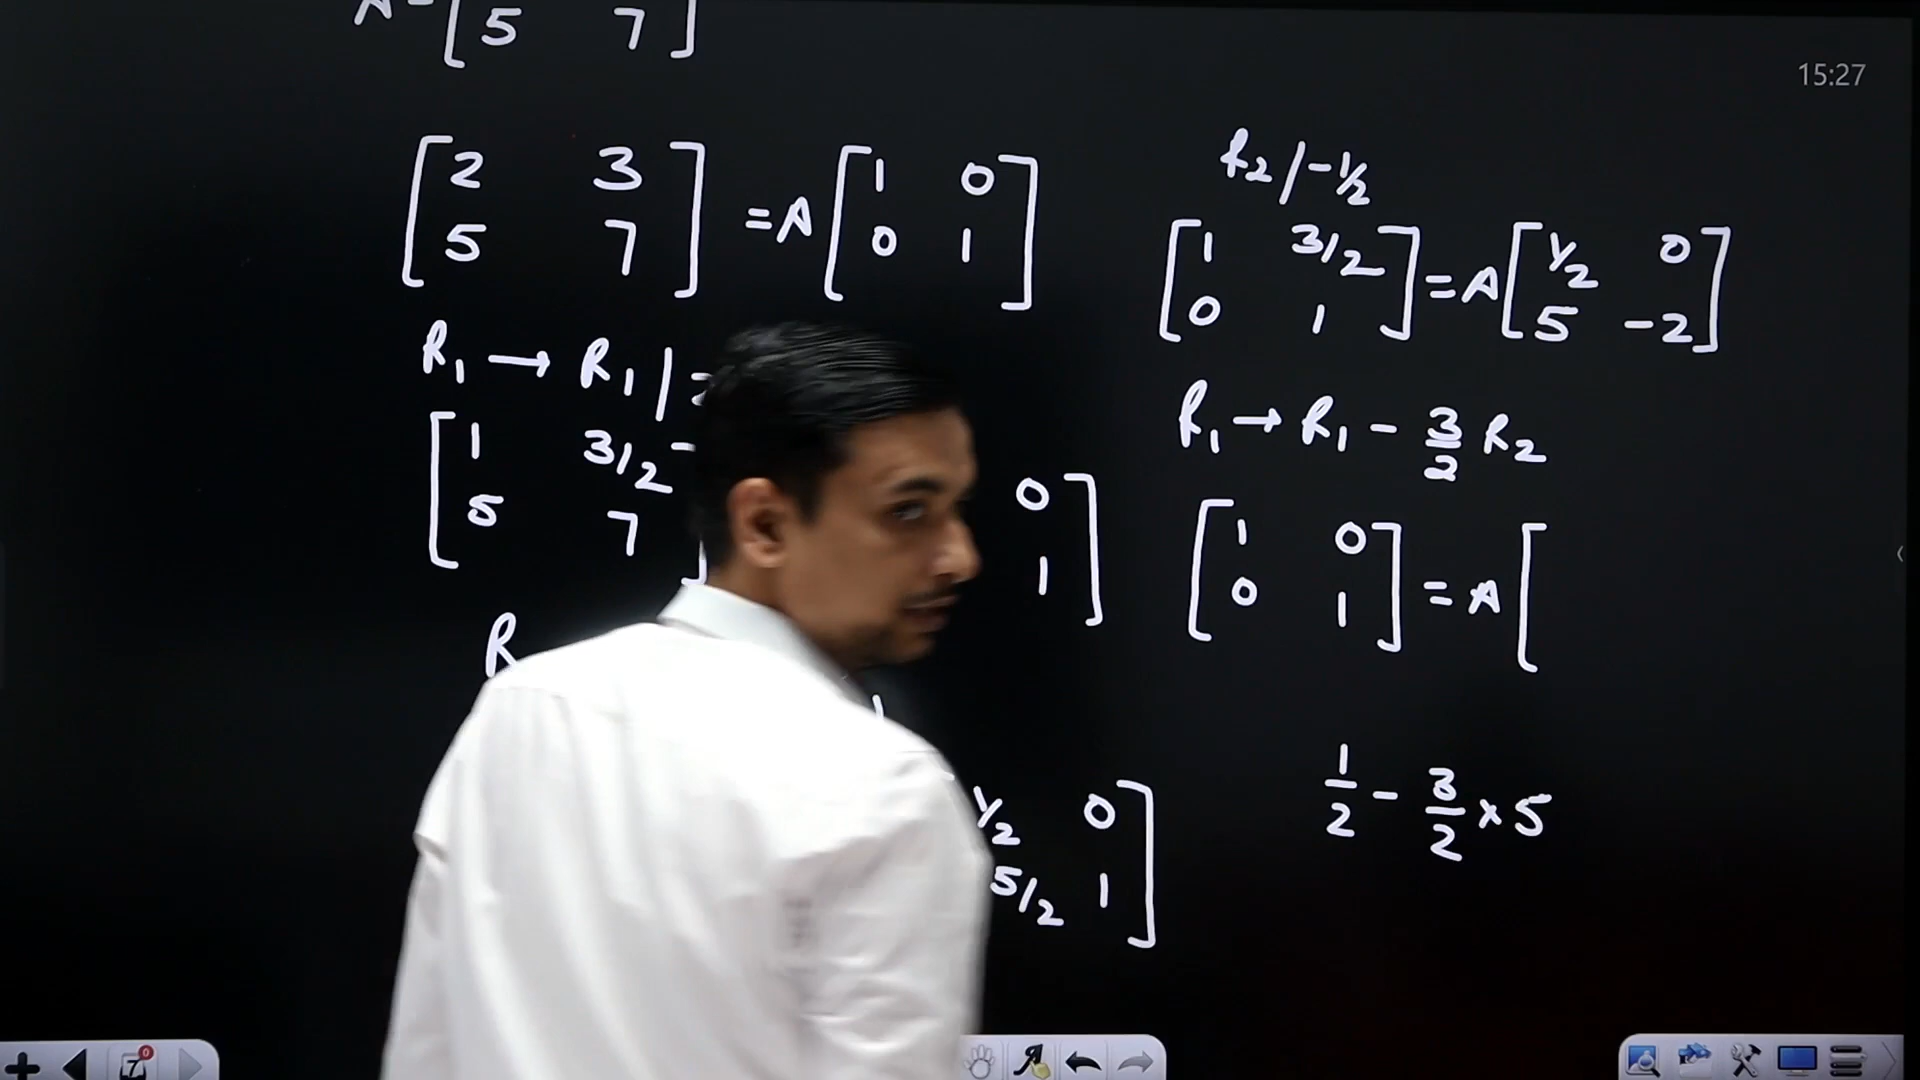 A = [ 5 7 ]
15:27
[ 2 3
5 7 ] = A [ 1 0
0 1 ]
R1 → R1 /
[ 1 3/2
5 7 ]
0
1 ]
R
1/2 0
5/2 1 ]
R2 / -1/2
[ 1 3/2
0 1 ] = A [ 1/2 0
5 -2 ]
R1 → R1 - 3/2 R2
[ 1 0
0 1 ] = A [
1/2 - 3/2 × 5
7
0